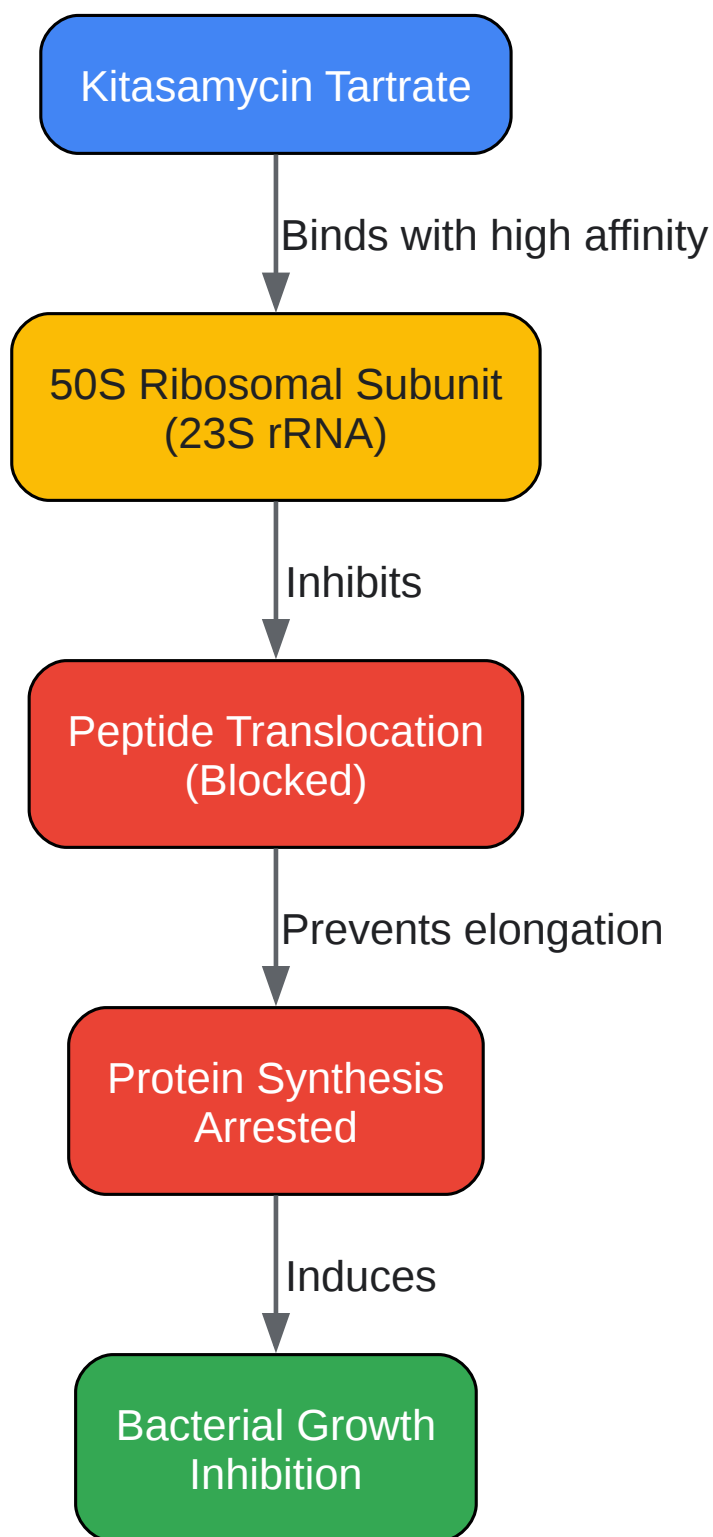 Kitasamycin Tartrate
Binds with high affinity
50S Ribosomal Subunit
(23S rRNA)
Inhibits
Peptide Translocation
(Blocked)
Prevents elongation
Protein Synthesis
Arrested
Induces
Bacterial Growth
Inhibition